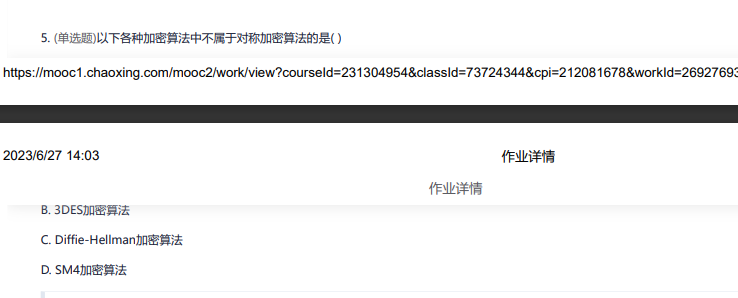 5. (单选题)以下各种加密算法中不属于对称加密算法的是( )
https://mooc1.chaoxing.com/mooc2/work/view?courseId=231304954&classId=73724344&cpi=212081678&workId=26927693
2023/6/27 14:03
作业详情
作业详情
B. 3DES加密算法
C. Diffie-Hellman加密算法
D. SM4加密算法